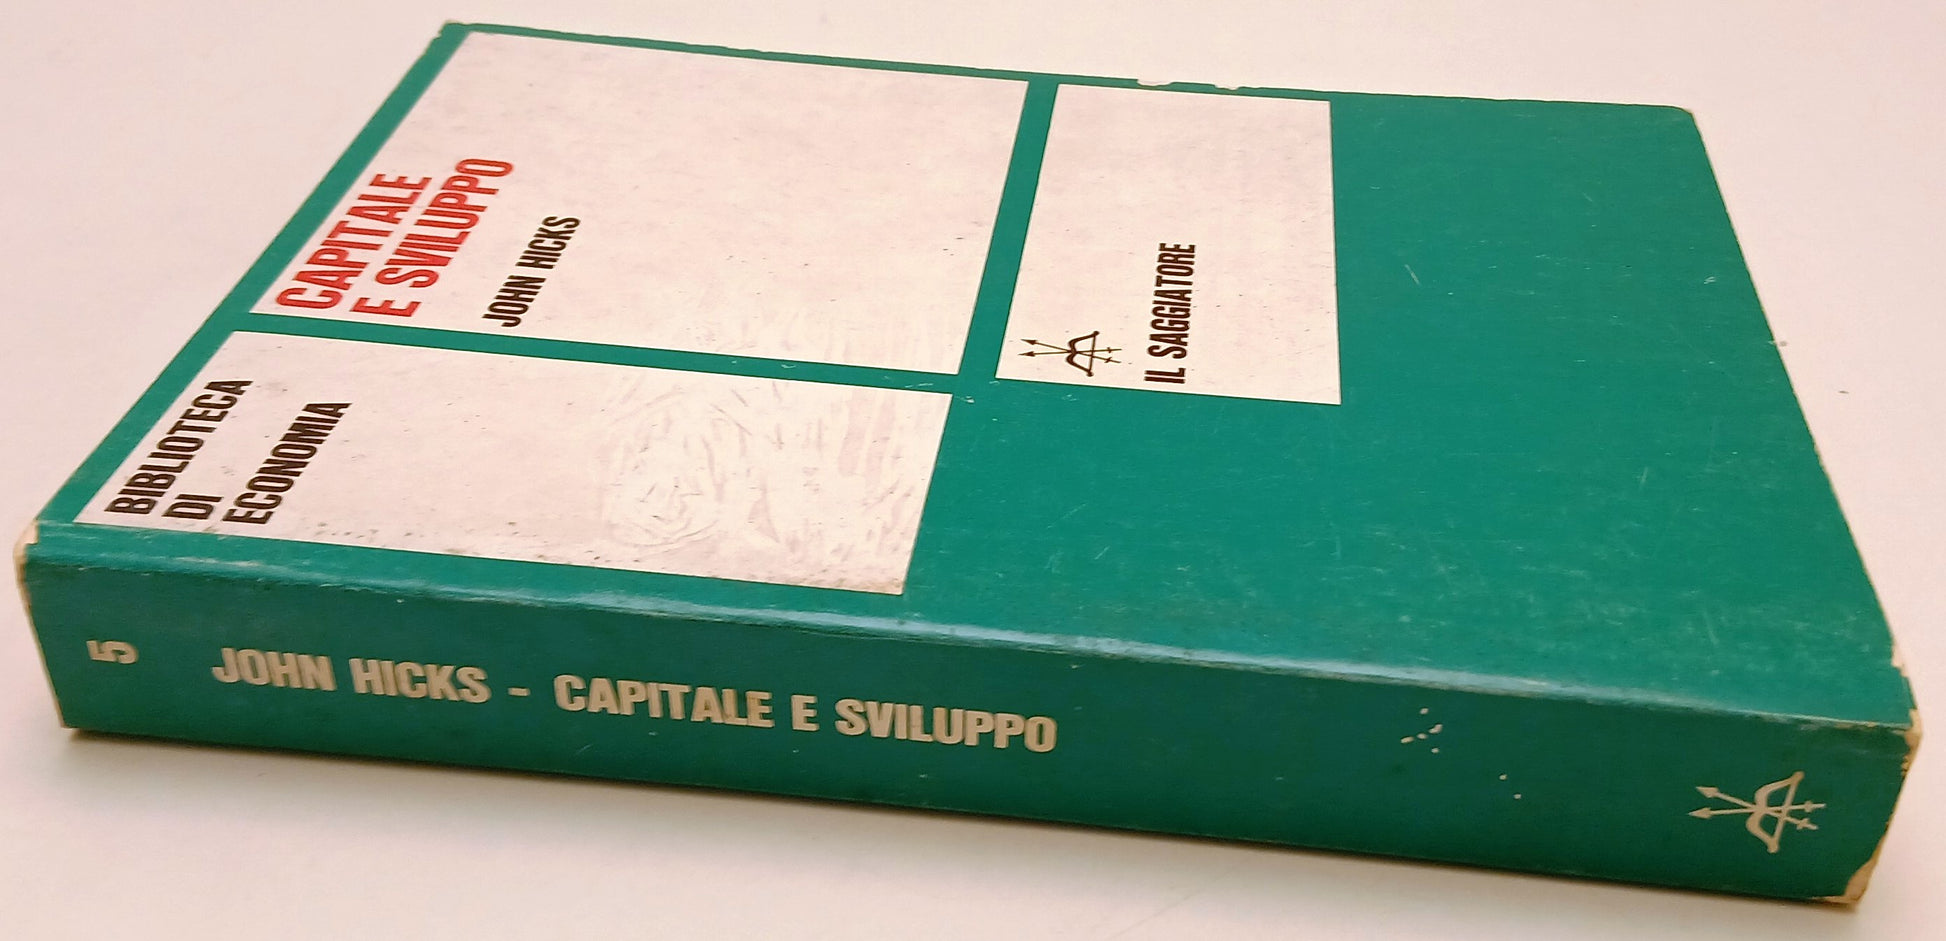 BIBLIOTECA
DI
ECONOMIA
CAPITALE
E SVILUPPO
JOHN HICKS
IL SAGGIATORE
5
JOHN HICKS - CAPITALE E SVILUPPO